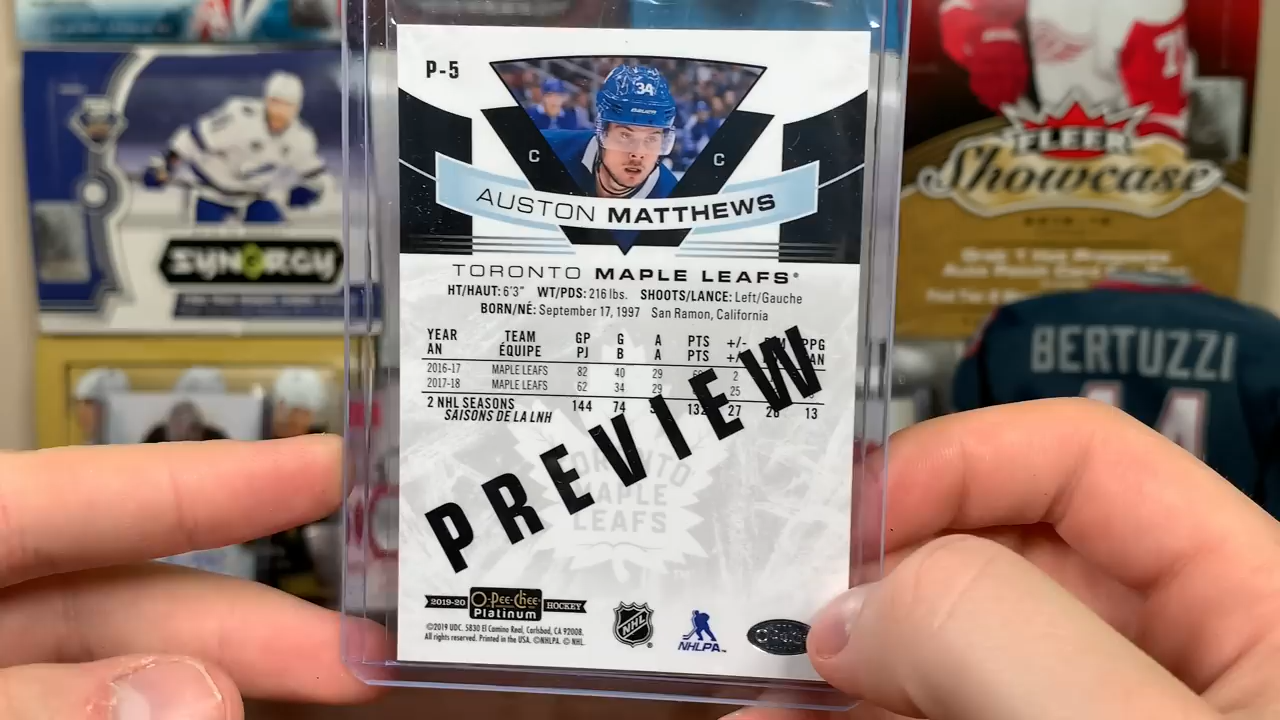 P-5
34
C C
AUSTON MATTHEWS
TORONTO MAPLE LEAFS
HT/HAUT: 6'3" WT/PDS: 216 lbs. SHOOTS/LANCE: Left/Gauche
BORN/NÉ: September 17, 1997 San Ramon, California
YEAR TEAM GP G A PTS +/- PPG
AN ÉQUIPE PJ B A PTS
2016-17 MAPLE LEAFS 82 40 29 2
2017-18 MAPLE LEAFS 62 34 29 25
2 NHL SEASONS 144 74 132 27 13
SAISONS DE LA LNH
PREVIEW
TORONTO
MAPLE
LEAFS
2019-20 O-Pee-Chee Platinum HOCKEY
©2019 UDC. 5830 El Camino Real, Carlsbad, CA 92008.
All rights reserved. Printed in the USA. ©NHLPA. © NHL.
NHL
NHLPA
SYNERGY
FLEER
Showcase
BERTUZZI